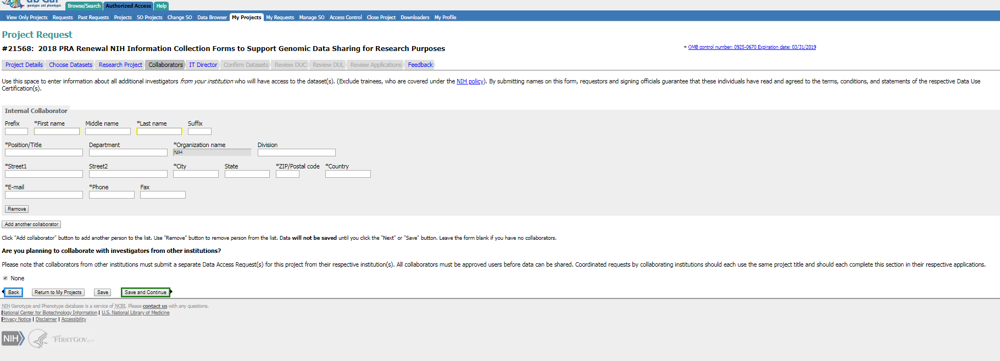 db GaP
genotypes and phenotypes
Browse/Search Authorized Access Help
View Only Projects Requests Past Requests Projects SO Projects Change SO Data Browser My Projects My Requests Manage SO Access Control Close Project Downloaders My Profile
Project Request
#21568: 2018 PRA Renewal NIH Information Collection Forms to Support Genomic Data Sharing for Research Purposes
+ OMB control number: 0925-0670 Expiration date: 03/31/2019
Project Details Choose Datasets Research Project Collaborators IT Director Confirm Datasets Review DUC Review DUL Review Applications Feedback
Use this space to enter information about all additional investigators from your institution who will have access to the dataset(s). (Exclude trainees, who are covered under the NIH policy). By submitting names on this form, requestors and signing officials guarantee that these individuals have read and agreed to the terms, conditions, and statements of the respective Data Use
Certification(s).
Internal Collaborator
Prefix *First name Middle name *Last name Suffix
*Position/Title Department *Organization name Division
NIH
*Street1 Street2 *City State *ZIP/Postal code *Country
*E-mail *Phone Fax
Remove
Add another collaborator
Click "Add collaborator" button to add another person to the list. Use "Remove" button to remove person from the list. Data will not be saved until you click the "Next" or "Save" button. Leave the form blank if you have no collaborators.
Are you planning to collaborate with investigators from other institutions?
Please note that collaborators from other institutions must submit a separate Data Access Request(s) for this project from their respective institution(s). All collaborators must be approved users before data can be shared. Coordinated requests by collaborating institutions should each use the same project title and should each complete this section in their respective applications.
None
Back Return to My Projects Save Save and Continue
NIH Genotype and Phenotype database is a service of NCBI. Please contact us with any questions.
National Center for Biotechnology Information | U.S. National Library of Medicine
Privacy Notice | Disclaimer | Accessibility
NIH FIRSTGOV.gov